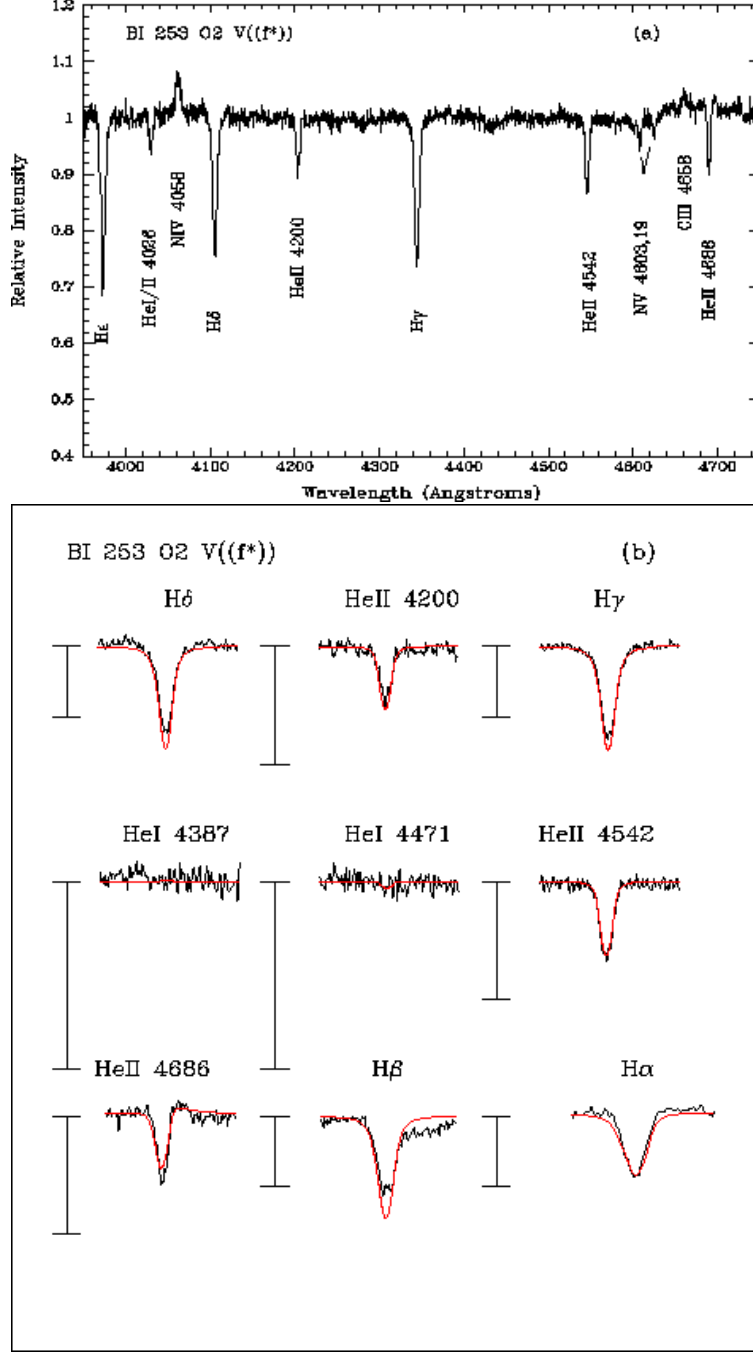 1.2
BI 253 O2 V((f*))
(a)
1.1
1
0.9
0.8
0.7
0.6
0.5
0.4
Relative Intensity
Hε
HeI/II 4026
NIV 4058
Hδ
HeII 4200
Hγ
HeII 4542
NV 4603,19
CIII 4658
HeII 4686
4000 4100 4200 4300 4400 4500 4600 4700
Wavelength (Angstroms)
BI 253 O2 V((f*))
(b)
Hδ HeII 4200 Hγ
HeI 4387 HeI 4471 HeII 4542
HeII 4686 Hβ Hα